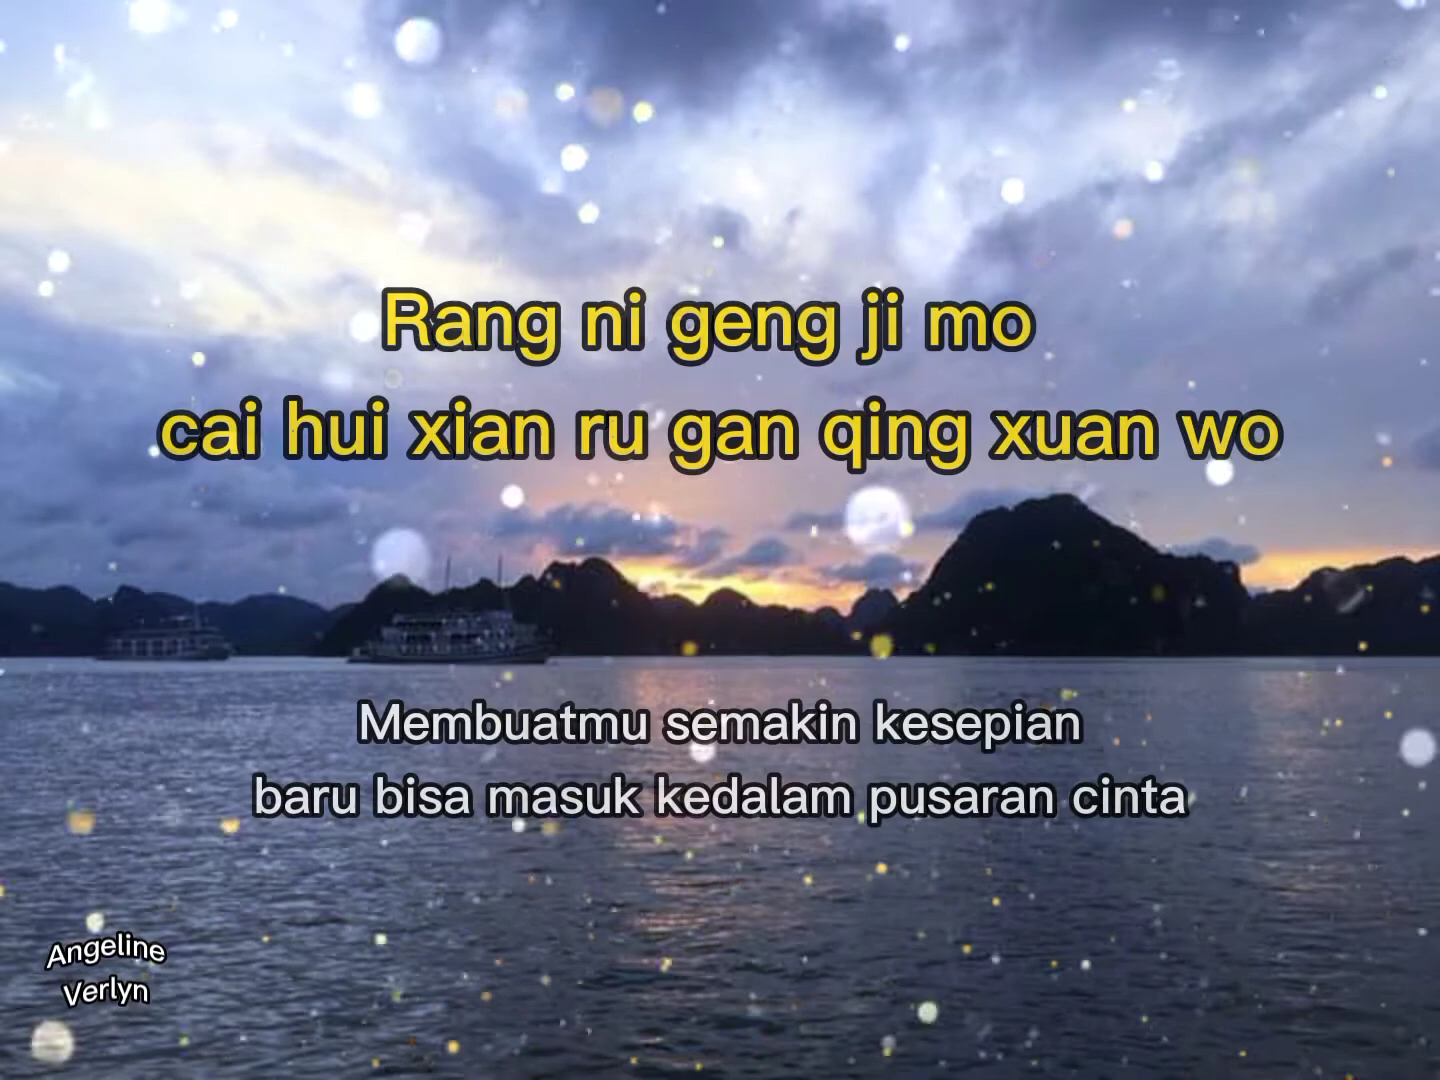 Rang ni geng ji mo
cai hui xian ru gan qing xuan wo
Membuatmu semakin kesepian
baru bisa masuk kedalam pusaran cinta
Angeline
Verlyn